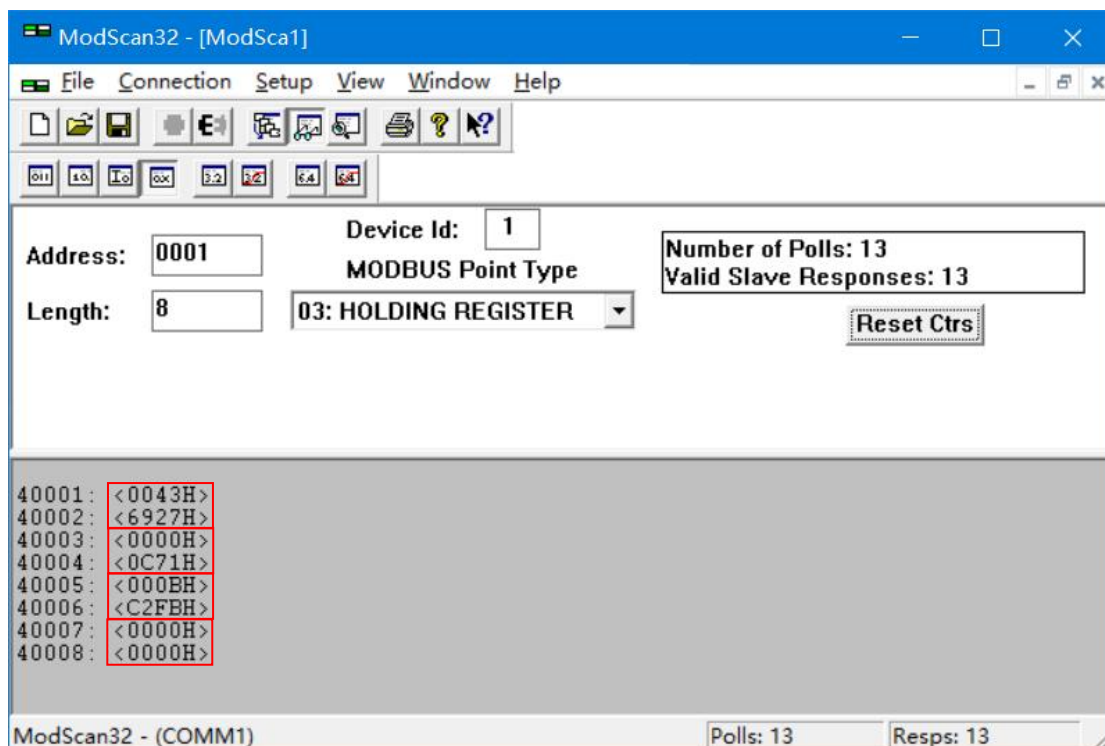 ModScan32 - [ModSca1]
File Connection Setup View Window Help
Address: 0001
Device Id: 1
MODBUS Point Type
Length: 8
03: HOLDING REGISTER
Number of Polls: 13
Valid Slave Responses: 13
Reset Ctrs
40001: <0043H>
40002: <6927H>
40003: <0000H>
40004: <0C71H>
40005: <000BH>
40006: <C2FBH>
40007: <0000H>
40008: <0000H>
ModScan32 - (COMM1) Polls: 13 Resps: 13